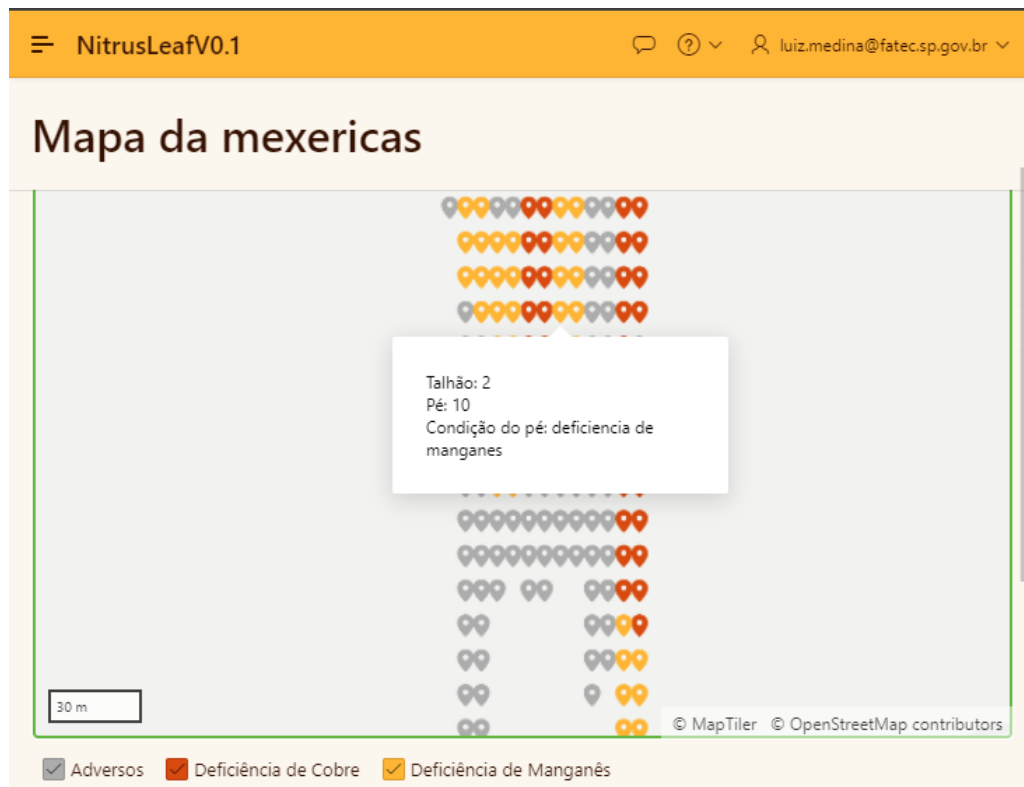 NitrusLeafV0.1
luiz.medina@fatec.sp.gov.br
Mapa da mexericas
Talhão: 2
Pé: 10
Condição do pé: deficiencia de
manganes
30 m
© MapTiler © OpenStreetMap contributors
Adversos Deficiência de Cobre Deficiência de Manganês